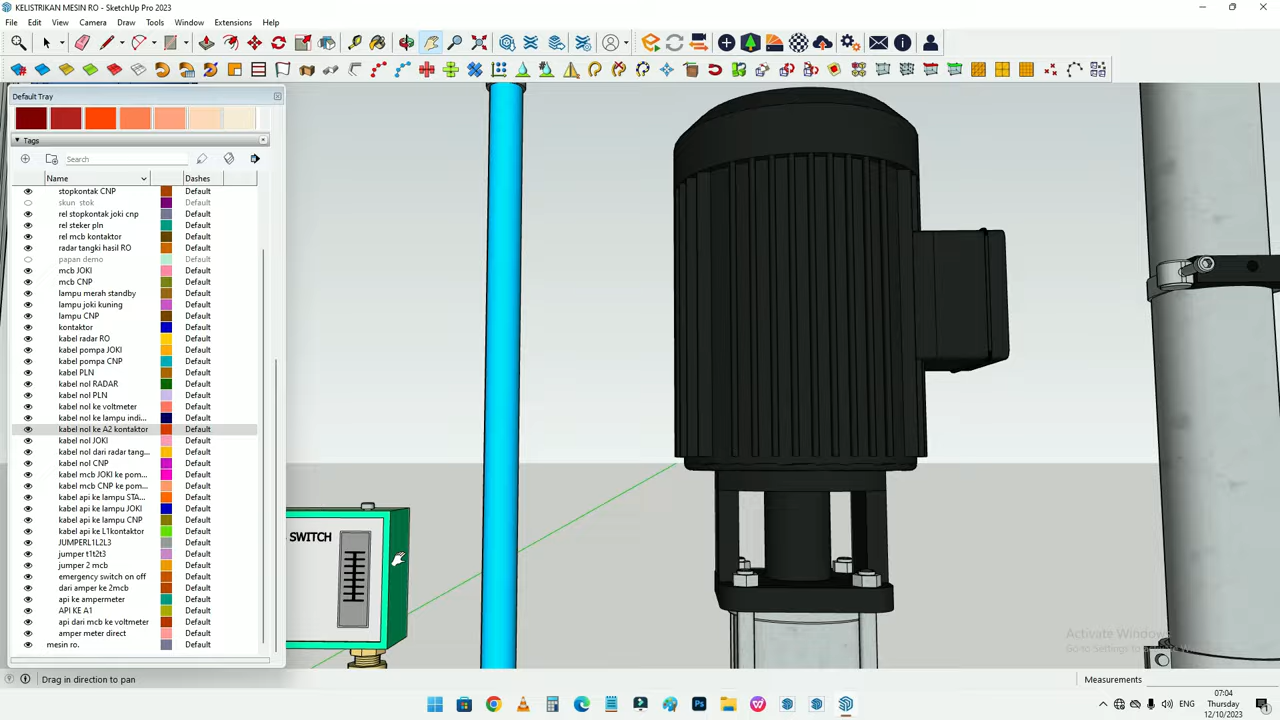 KELISTRIKAN MESIN RO - SketchUp Pro 2023
File Edit View Camera Draw Tools Window Extensions Help
Default Tray
Tags
Search
Name Dashes
stopkontak CNP Default
skun stok Default
rel stopkontak joki cnp Default
rel steker pln Default
rel mcb kontaktor Default
radar tangki hasil RO Default
papan demo Default
mcb JOKI Default
mcb CNP Default
lampu merah standby Default
lampu joki kuning Default
lampu CNP Default
kontaktor Default
kabel radar RO Default
kabel pompa JOKI Default
kabel pompa CNP Default
kabel PLN Default
kabel nol RADAR Default
kabel nol PLN Default
kabel nol ke voltmeter Default
kabel nol ke lampu indi... Default
kabel nol ke A2 kontaktor Default
kabel nol JOKI Default
kabel nol dari radar tang... Default
kabel nol CNP Default
kabel mcb JOKI ke pom... Default
kabel mcb CNP ke pom... Default
kabel api ke lampu STA... Default
kabel api ke lampu JOKI Default
kabel api ke lampu CNP Default
kabel api ke L1kontaktor Default
JUMPERL1L2L3 Default
jumper t1t2t3 Default
jumper 2 mcb Default
emergency switch on off Default
dari amper ke 2mcb Default
api ke ampermeter Default
API KE A1 Default
api dari mcb ke voltmeter Default
amper meter direct Default
mesin ro. Default
SWITCH
Activate Windows
Go to Settings to activate Windows.
Drag in direction to pan
Measurements
ENG
07:04
Thursday
12/10/2023